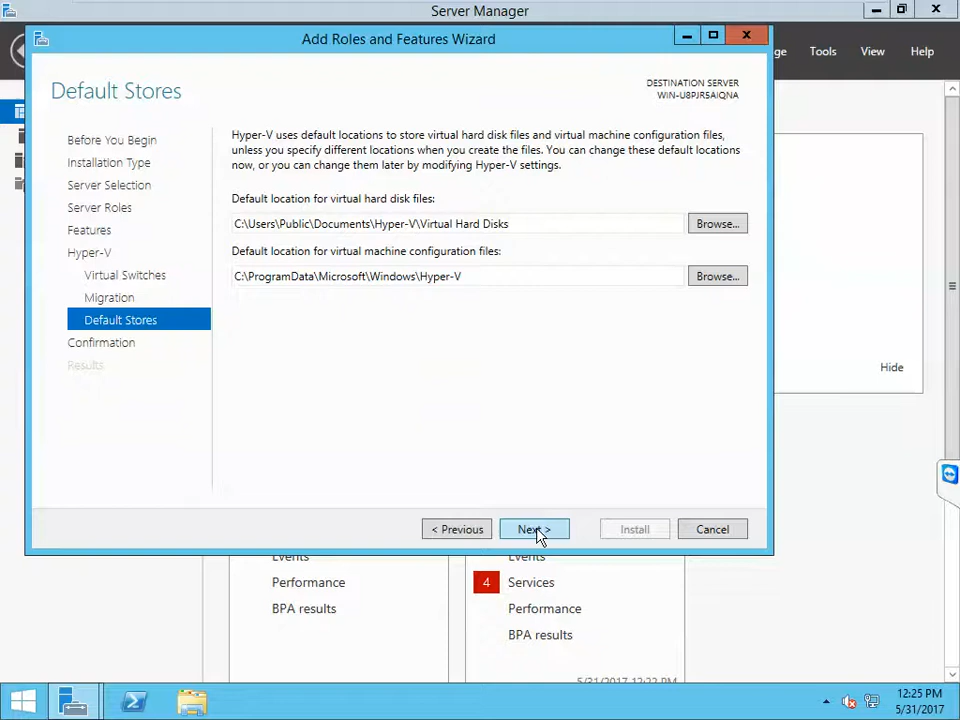 Server Manager
Add Roles and Features Wizard
Tools
View
Help
Default Stores
DESTINATION SERVER
WIN-U8PJR5AIQNA
Before You Begin
Installation Type
Server Selection
Server Roles
Features
Hyper-V
Virtual Switches
Migration
Default Stores
Confirmation
Results
Hyper-V uses default locations to store virtual hard disk files and virtual machine configuration files,
unless you specify different locations when you create the files. You can change these default locations
now, or you can change them later by modifying Hyper-V settings.
Default location for virtual hard disk files:
C:\Users\Public\Documents\Hyper-V\Virtual Hard Disks
Browse...
Default location for virtual machine configuration files:
C:\ProgramData\Microsoft\Windows\Hyper-V
Browse...
Hide
< Previous
Next >
Install
Cancel
Events
Performance
BPA results
Events
4 Services
Performance
BPA results
5/31/2017 12:22 PM
12:25 PM
5/31/2017